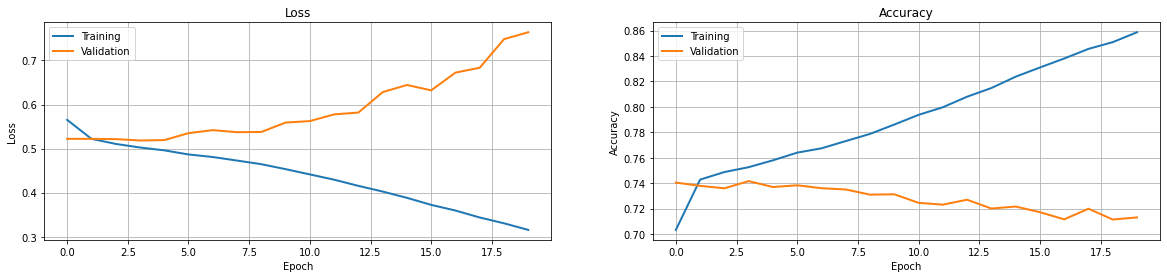 Loss
Training
Validation
0.7
0.6
0.5
0.4
0.3
Loss
0.0 2.5 5.0 7.5 10.0 12.5 15.0 17.5
Epoch
Accuracy
Training
Validation
0.86
0.84
0.82
0.80
0.78
0.76
0.74
0.72
0.70
Accuracy
0.0 2.5 5.0 7.5 10.0 12.5 15.0 17.5
Epoch